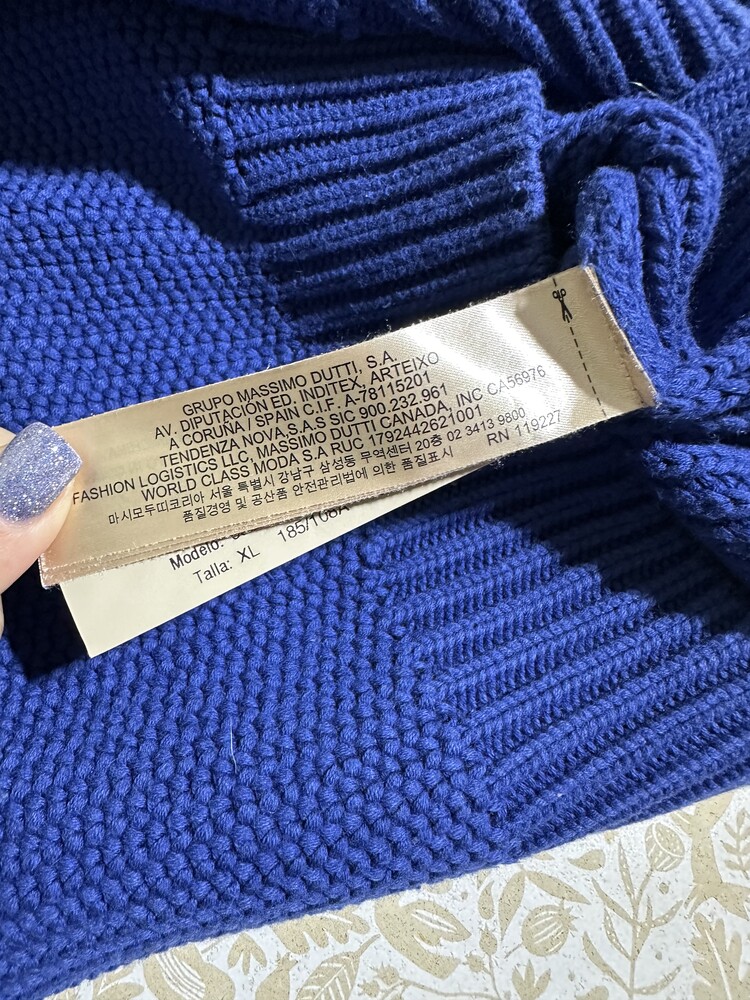 GRUPO MASSIMO DUTTI, S.A.
AV. DIPUTACIÓN ED. INDITEX, ARTEIXO
A CORUÑA / SPAIN C.I.F. A-78115201
TENDENZA NOVA.S.A.S SIC 900.232.961
FASHION LOGISTICS LLC, MASSIMO DUTTI CANADA, INC CA56976
WORLD CLASS MODA S.A RUC 1792442621001
마시모두띠코리아 서울 특별시 강남구 삼성동 무역센터 20층 02 3413 9800
품질경영 및 공산품 안전관리법에 의한 품질표시 RN 119227
Modelo:
Talla: XL 185/108A